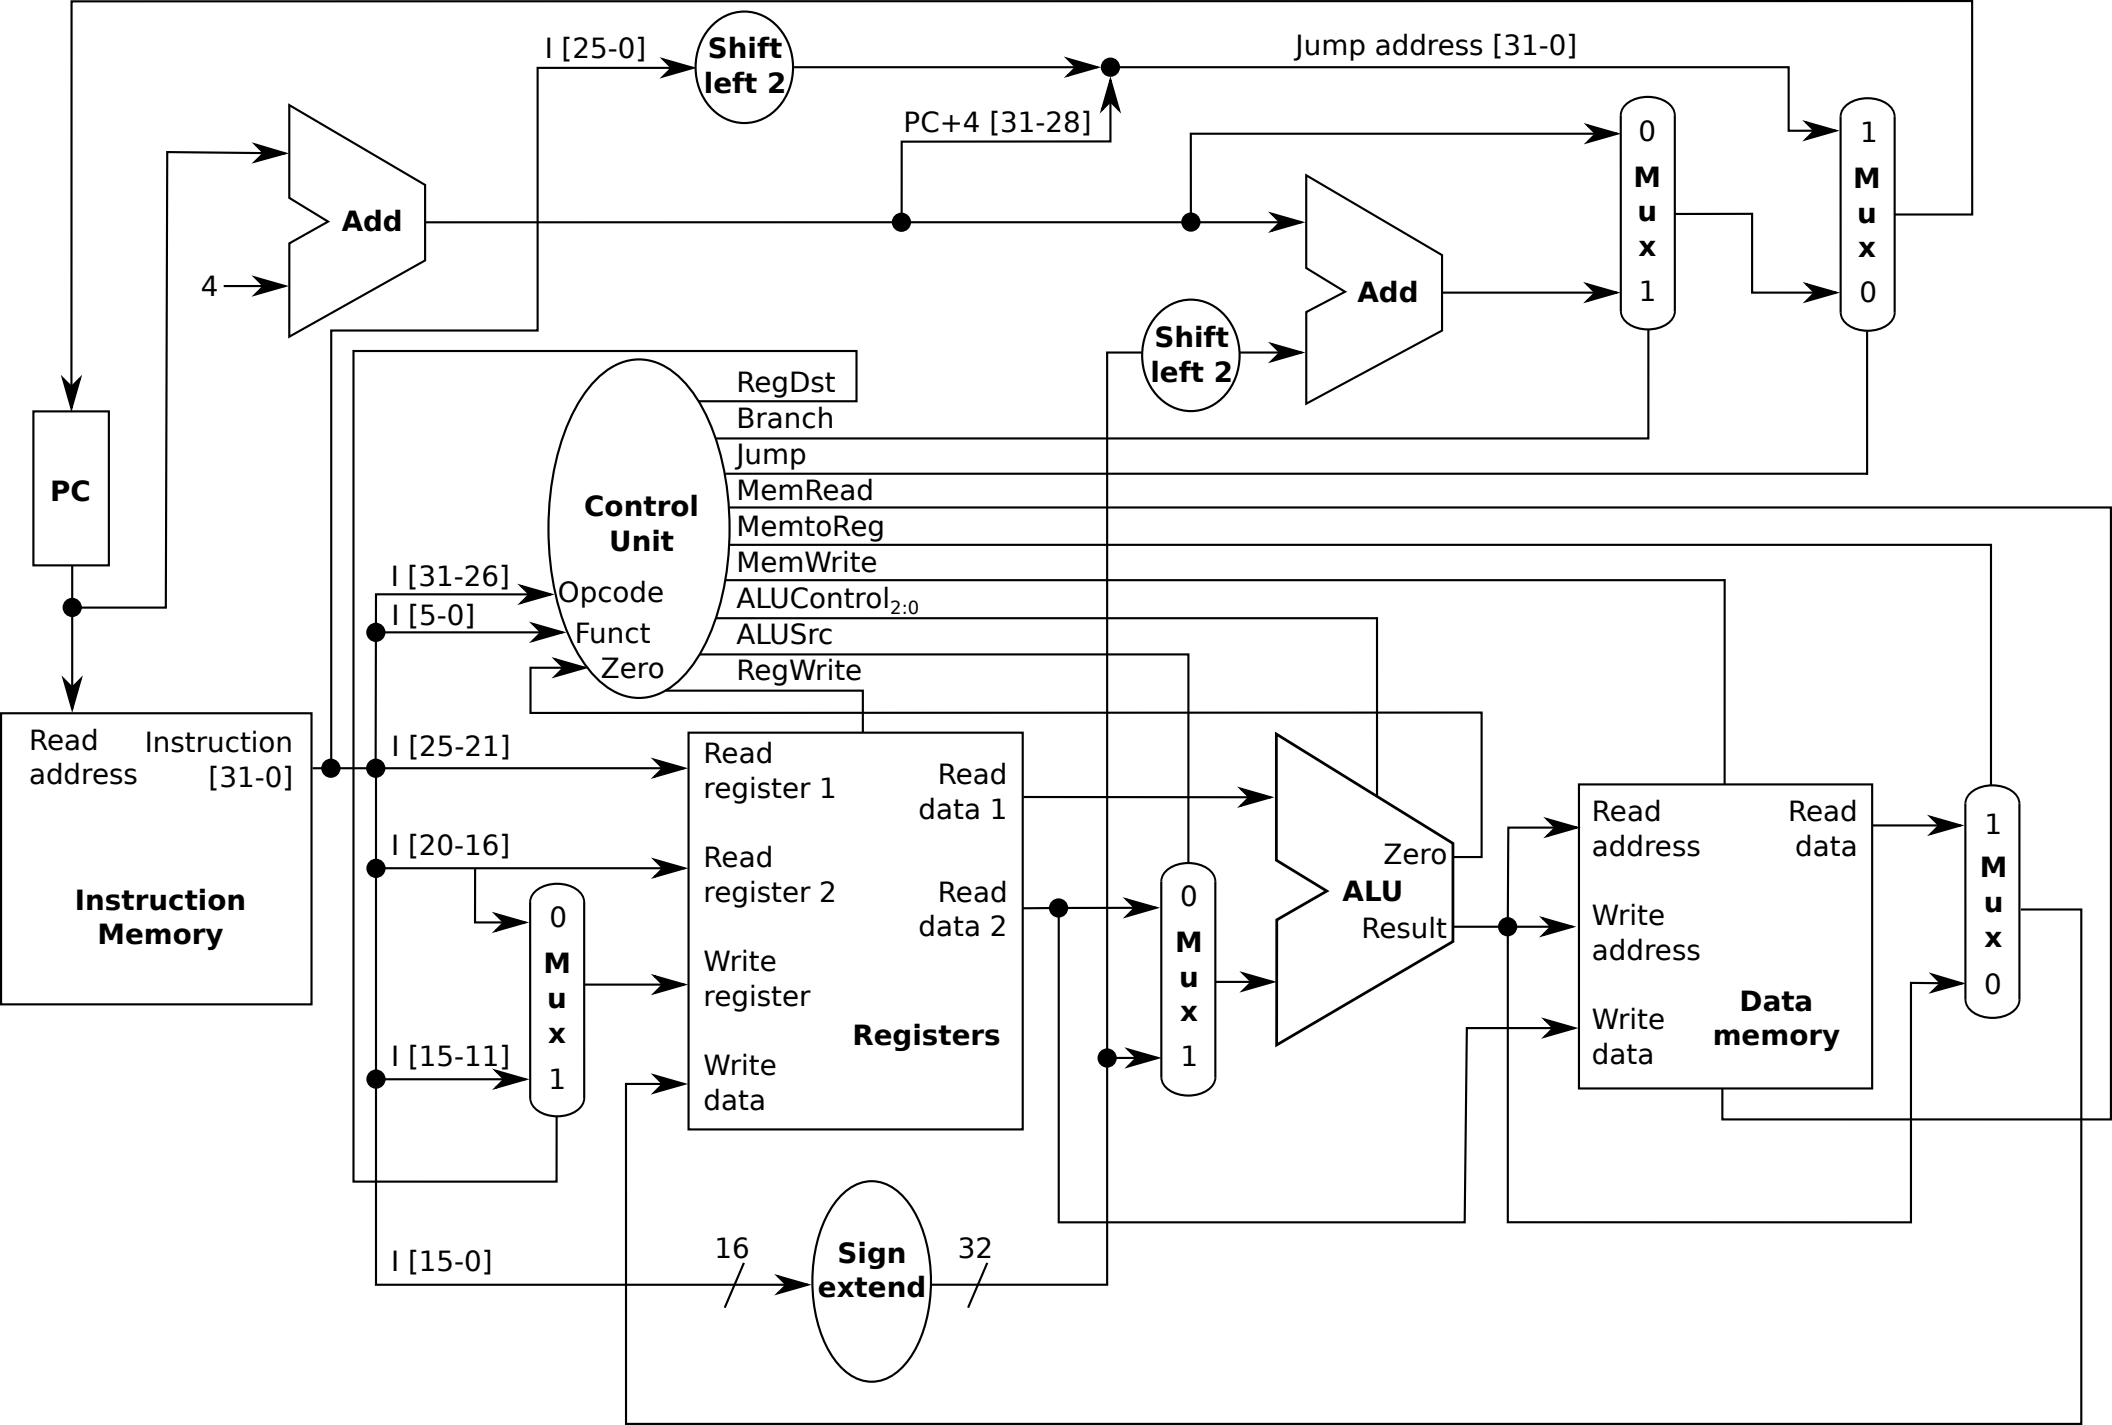 I [25-0]
Shift
left 2
Jump address [31-0]
PC+4 [31-28]
Add
4
0
M
u
x
1
1
M
u
x
0
Add
Shift
left 2
PC
Control
Unit
Opcode
Funct
Zero
RegDst
Branch
Jump
MemRead
MemtoReg
MemWrite
ALUControl2:0
ALUSrc
RegWrite
I [31-26]
I [5-0]
Read
address
Instruction
[31-0]
Instruction
Memory
I [25-21]
I [20-16]
I [15-11]
I [15-0]
0
M
u
x
1
Read
register 1
Read
register 2
Write
register
Write
data
Read
data 1
Read
data 2
Registers
0
M
u
x
1
Zero
ALU
Result
Read
address
Write
address
Write
data
Read
data
Data
memory
1
M
u
x
0
16
Sign
extend
32